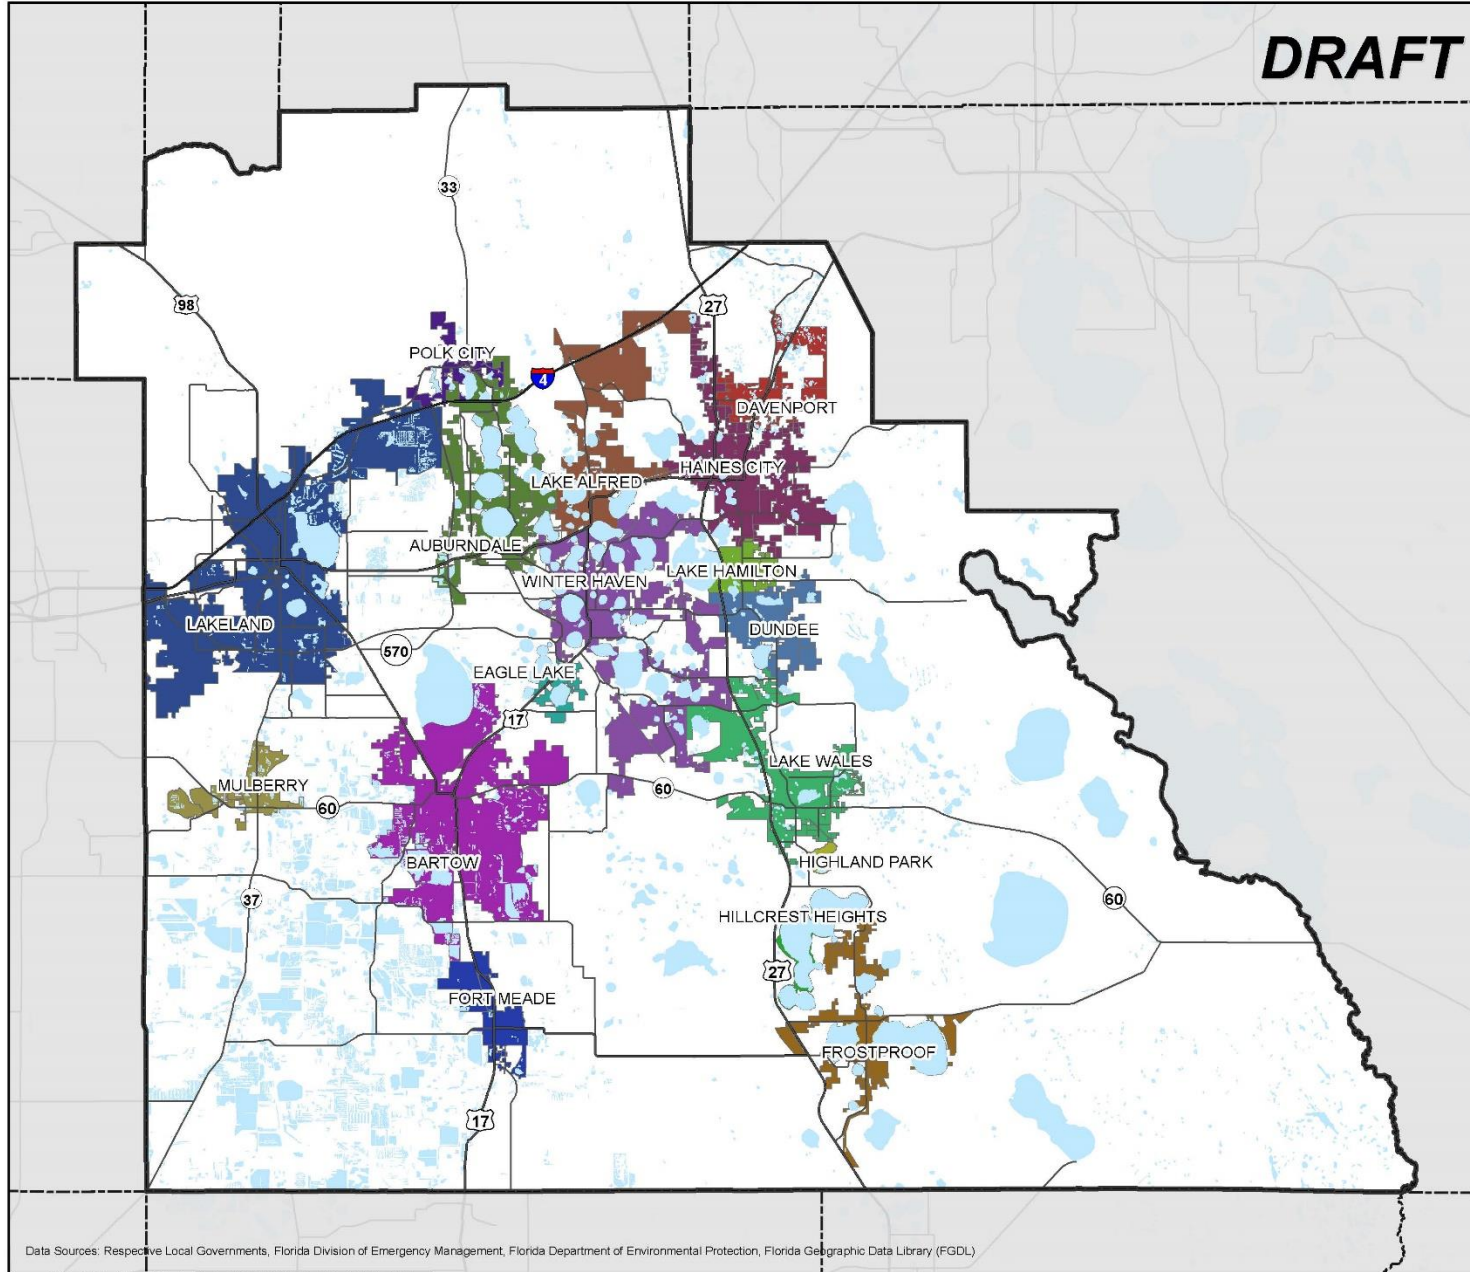 DRAFT
33
98
27
POLK CITY
4
DAVENPORT
HAINES CITY
LAKE ALFRED
AUBURNDALE
LAKE HAMILTON
WINTER HAVEN
LAKELAND
DUNDEE
570
EAGLE LAKE
17
LAKE WALES
MULBERRY
60
60
BARTOW
HIGHLAND PARK
37
60
HILLCREST HEIGHTS
27
FORT MEADE
FROSTPROOF
17
Data Sources: Respective Local Governments, Florida Division of Emergency Management, Florida Department of Environmental Protection, Florida Geographic Data Library (FGDL)